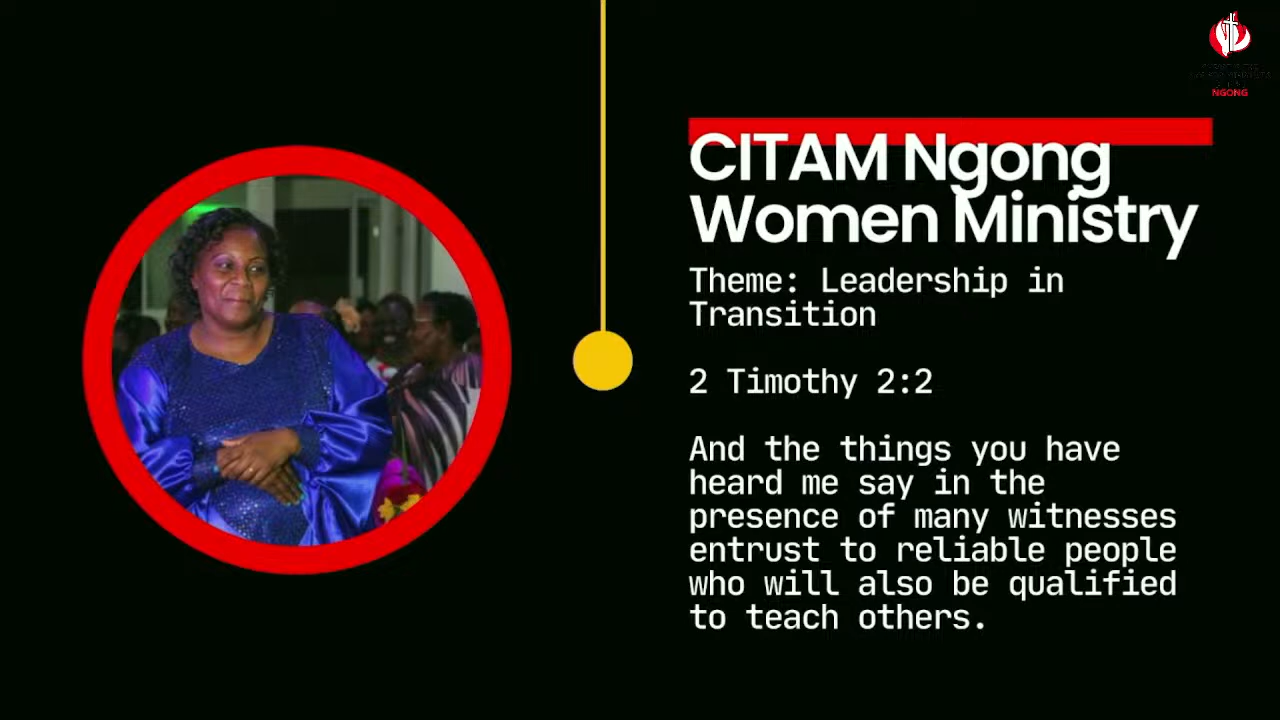 NGONG
CITAM Ngong
Women Ministry
Theme: Leadership in
Transition
2 Timothy 2:2
And the things you have
heard me say in the
presence of many witnesses
entrust to reliable people
who will also be qualified
to teach others.